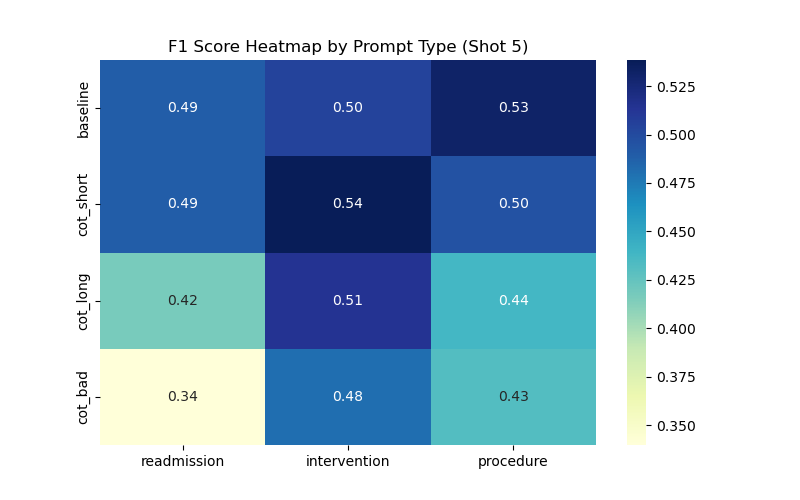 F1 Score Heatmap by Prompt Type (Shot 5)
baseline 0.49 0.50 0.53
cot_short 0.49 0.54 0.50
cot_long 0.42 0.51 0.44
cot_bad 0.34 0.48 0.43
readmission intervention procedure
0.525
0.500
0.475
0.450
0.425
0.400
0.375
0.350